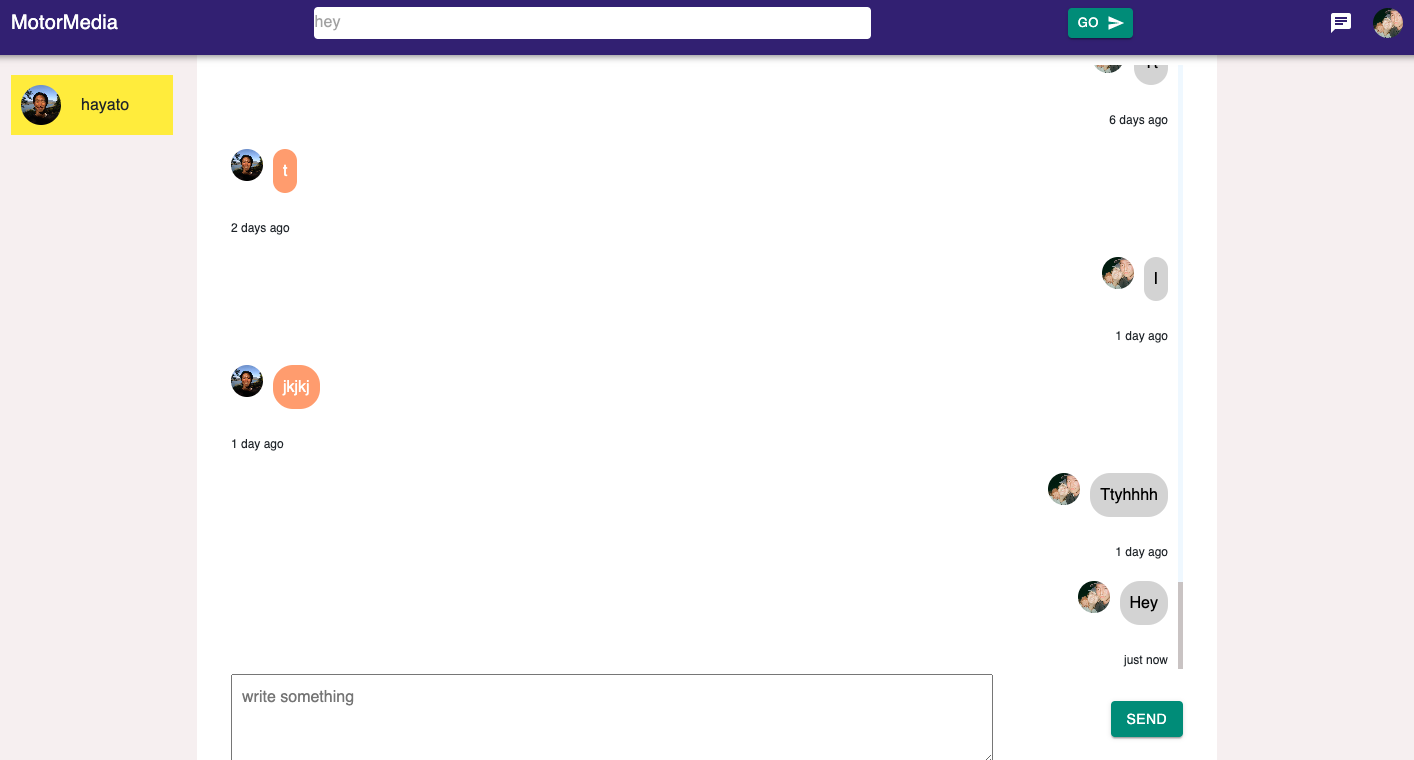 MotorMedia
hey
GO
hayato
6 days ago
t
2 days ago
I
1 day ago
jkjkj
1 day ago
Ttyhhhh
1 day ago
Hey
just now
write something
SEND